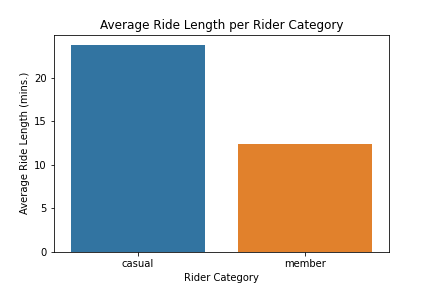 Average Ride Length per Rider Category
Average Ride Length (mins.)
20
15
10
5
0
casual member
Rider Category